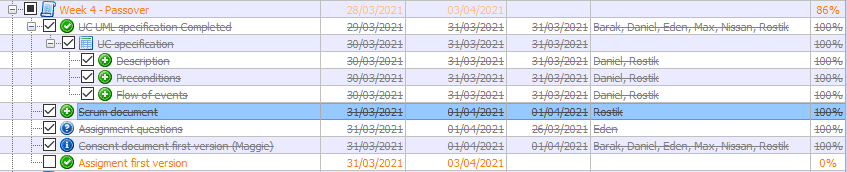 Week 4 - Passover 28/03/2021 03/04/2021 86%
UC UML specification Completed 29/03/2021 31/03/2021 31/03/2021 Barak, Daniel, Eden, Max, Nissan, Rostik 100%
UC specification 30/03/2021 31/03/2021 31/03/2021 100%
Description 30/03/2021 31/03/2021 31/03/2021 Daniel, Rostik 100%
Preconditions 30/03/2021 31/03/2021 31/03/2021 Daniel, Rostik 100%
Flow of events 30/03/2021 31/03/2021 31/03/2021 Daniel, Rostik 100%
Scrum document 31/03/2021 01/04/2021 01/04/2021 Rostik 100%
Assignment questions 31/03/2021 01/04/2021 26/03/2021 Eden 100%
Consent document first version (Maggie) 31/03/2021 01/04/2021 01/04/2021 Barak, Daniel, Eden, Max, Nissan, Rostik 100%
Assigment first version 31/03/2021 03/04/2021 0%